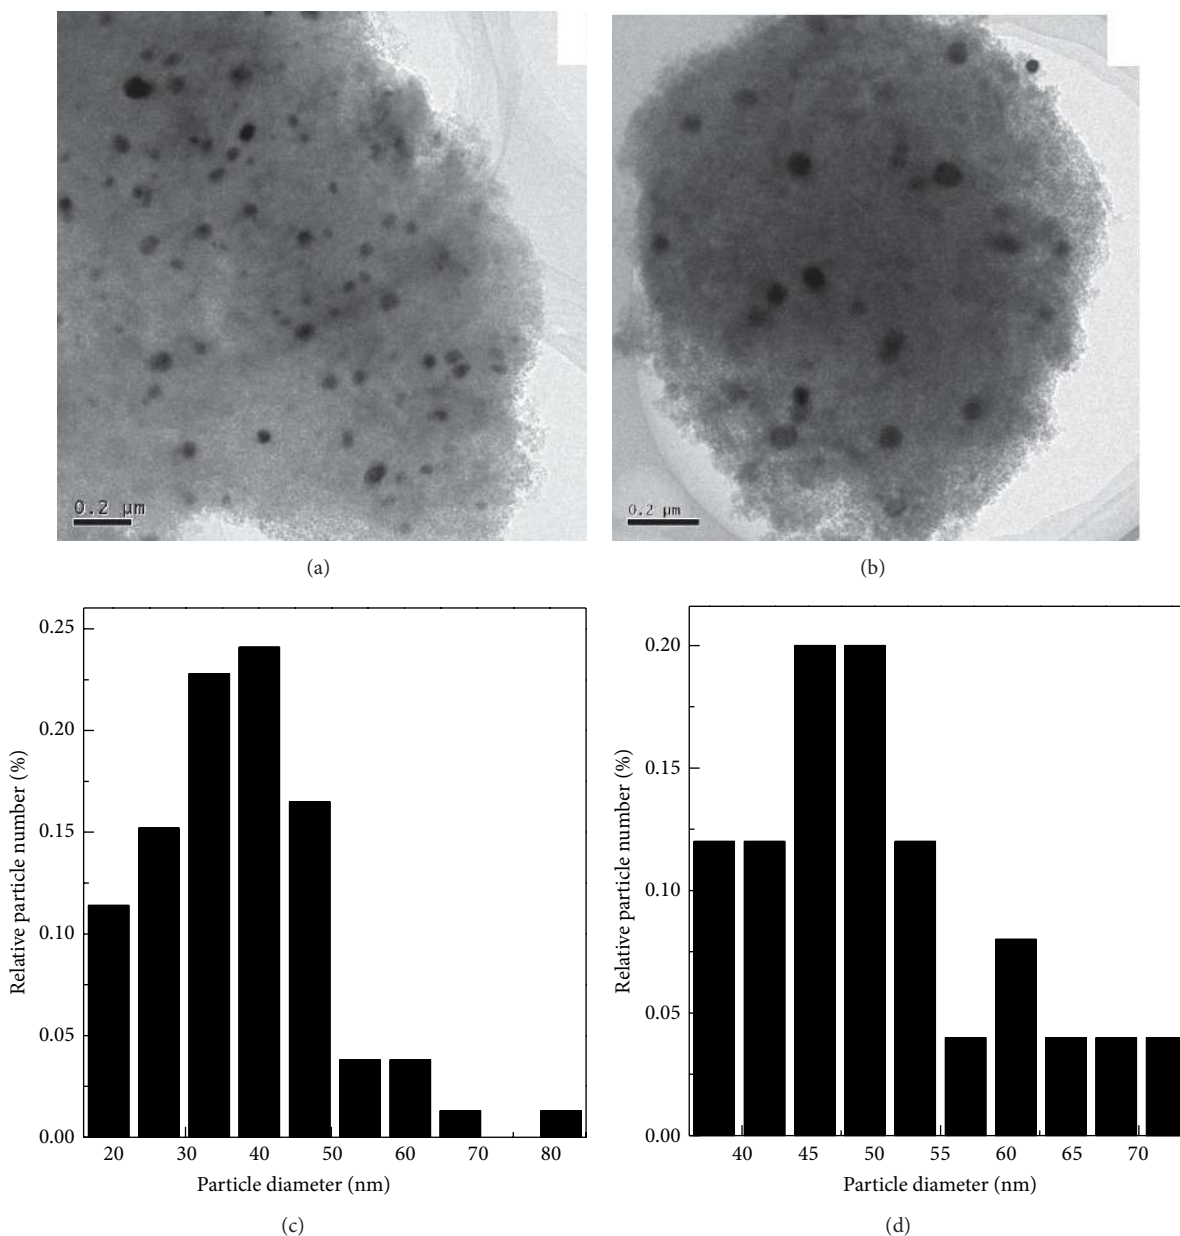 0.2 µm
0.2 µm
(a)
(b)
0.25
0.20
0.15
0.10
0.05
0.00
Relative particle number (%)
20 30 40 50 60 70 80
Particle diameter (nm)
(c)
0.20
0.15
0.10
0.05
0.00
Relative particle number (%)
40 45 50 55 60 65 70
Particle diameter (nm)
(d)